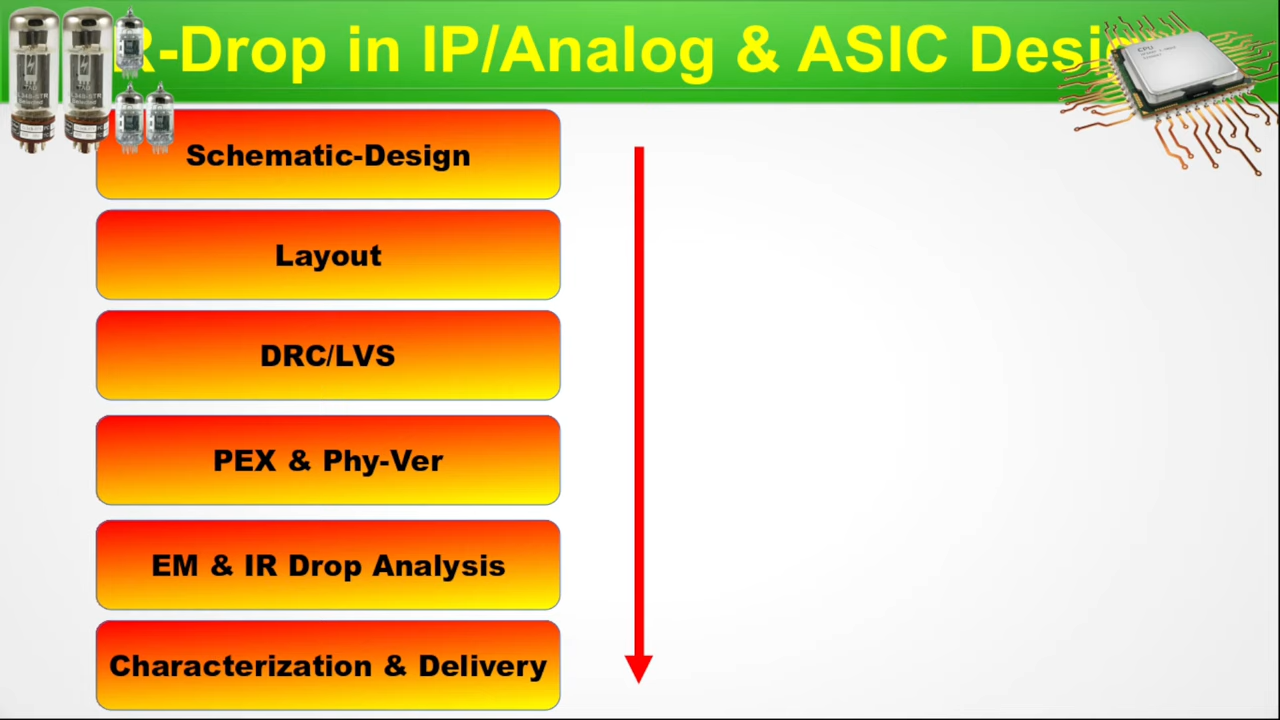 R-Drop in IP/Analog & ASIC Desi
Schematic-Design
Layout
DRC/LVS
PEX & Phy-Ver
EM & IR Drop Analysis
Characterization & Delivery
CPU